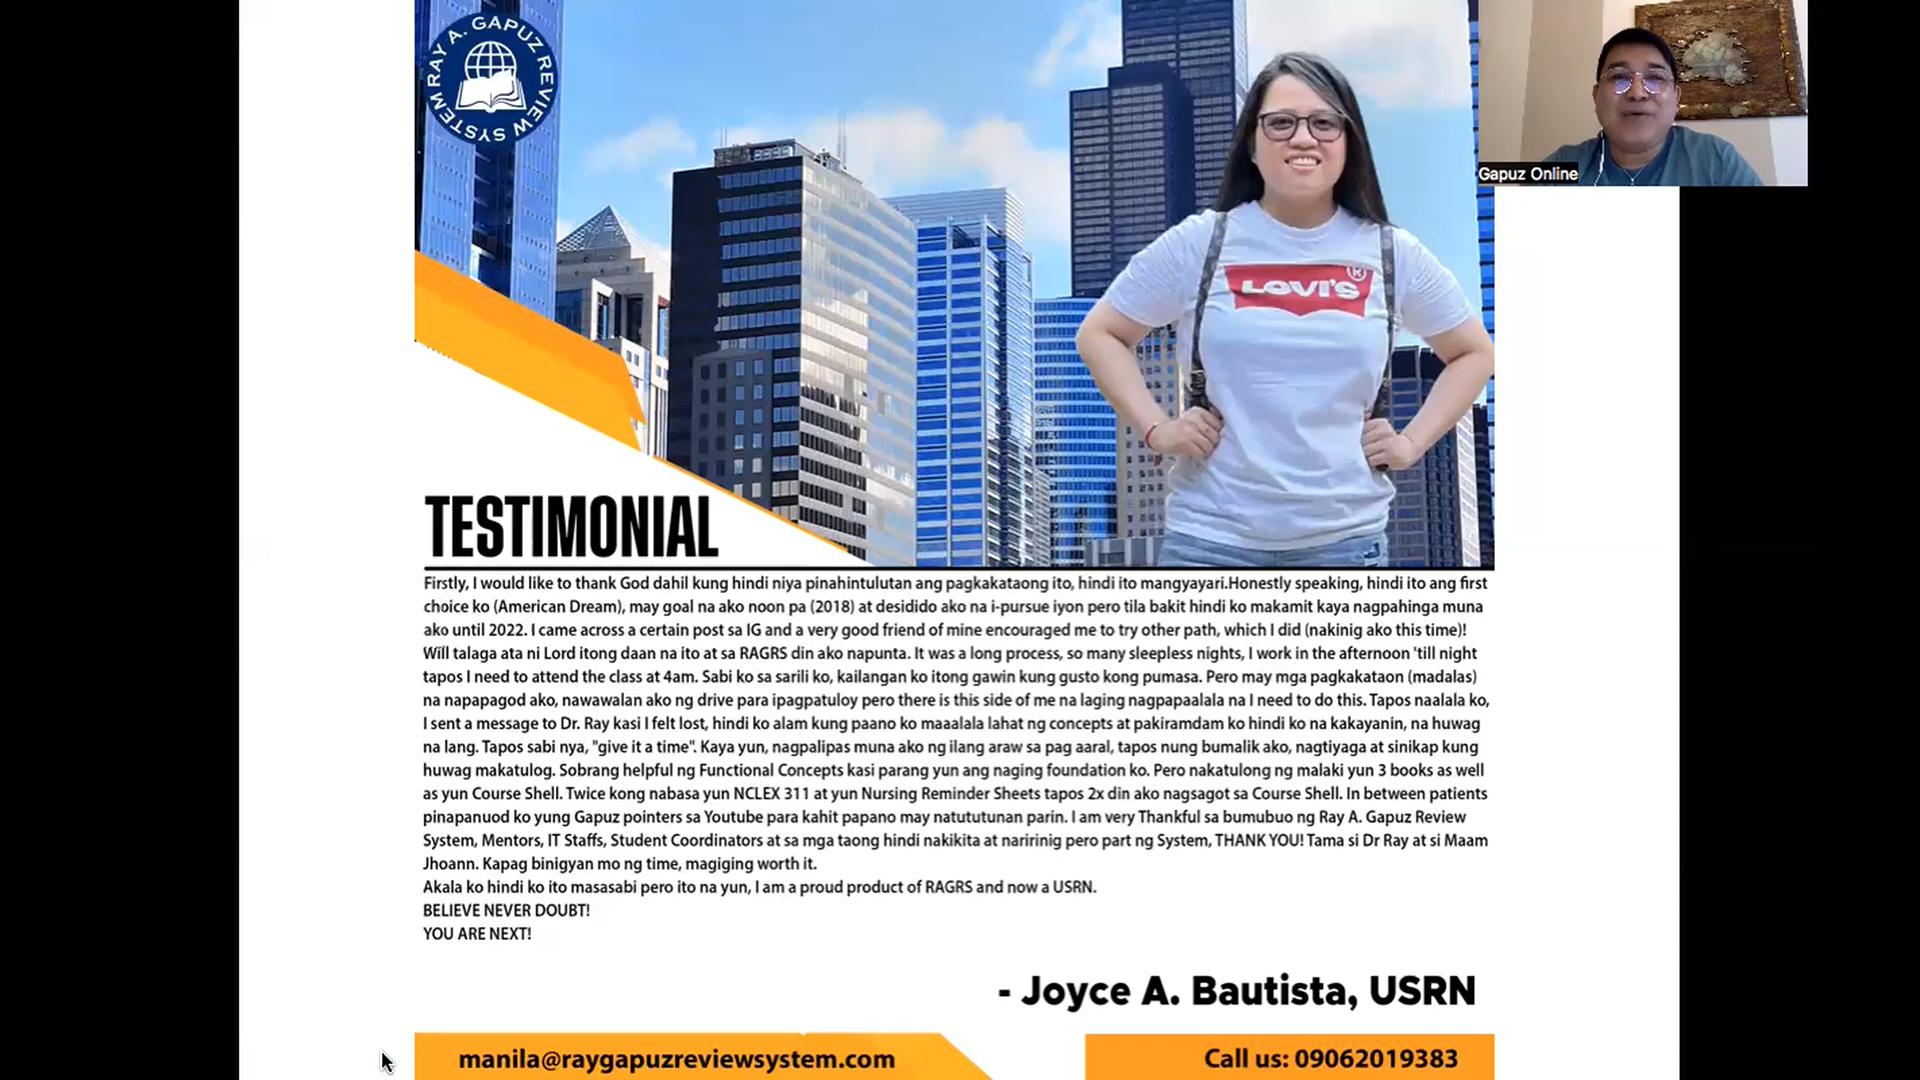 RAY A. GAPUZ REVIEW SYSTEM
LOVI'S ®
Gapuz Online
TESTIMONIAL
Firstly, I would like to thank God dahil kung hindi niya pinahintulutan ang pagkakataong ito, hindi ito mangyayari.Honestly speaking, hindi ito ang first
choice ko (American Dream), may goal na ako noon pa (2018) at desidido ako na i-pursue iyon pero tila bakit hindi ko makamit kaya nagpahinga muna
ako until 2022. I came across a certain post sa IG and a very good friend of mine encouraged me to try other path, which I did (nakinig ako this time)!
Will talaga ata ni Lord itong daan na ito at sa RAGRS din ako napunta. It was a long process, so many sleepless nights, I work in the afternoon 'till night
tapos I need to attend the class at 4am. Sabi ko sa sarili ko, kailangan ko itong gawin kung gusto kong pumasa. Pero may mga pagkakataon (madalas)
na napapagod ako, nawawalan ako ng drive para ipagpatuloy pero there is this side of me na laging nagpapaalala na I need to do this. Tapos naalala ko,
I sent a message to Dr. Ray kasi I felt lost, hindi ko alam kung paano ko maaalala lahat ng concepts at pakiramdam ko hindi ko na kakayanin, na huwag
na lang. Tapos sabi nya, "give it a time". Kaya yun, nagpalipas muna ako ng ilang araw sa pag aaral, tapos nung bumalik ako, nagtiyaga at sinikap kung
huwag makatulog. Sobrang helpful ng Functional Concepts kasi parang yun ang naging foundation ko. Pero nakatulong ng malaki yun 3 books as well
as yun Course Shell. Twice kong nabasa yun NCLEX 311 at yun Nursing Reminder Sheets tapos 2x din ako nagsagot sa Course Shell. In between patients
pinapanuod ko yung Gapuz pointers sa Youtube para kahit papano may natututunan parin. I am very Thankful sa bumubuo ng Ray A. Gapuz Review
System, Mentors, IT Staffs, Student Coordinators at sa mga taong hindi nakikita at naririnig pero part ng System, THANK YOU! Tama si Dr Ray at si Maam
Jhoann. Kapag binigyan mo ng time, magiging worth it.
Akala ko hindi ko ito masasabi pero ito na yun, I am a proud product of RAGRS and now a USRN.
BELIEVE NEVER DOUBT!
YOU ARE NEXT!
- Joyce A. Bautista, USRN
manila@raygapuzreviewsystem.com
Call us: 09062019383